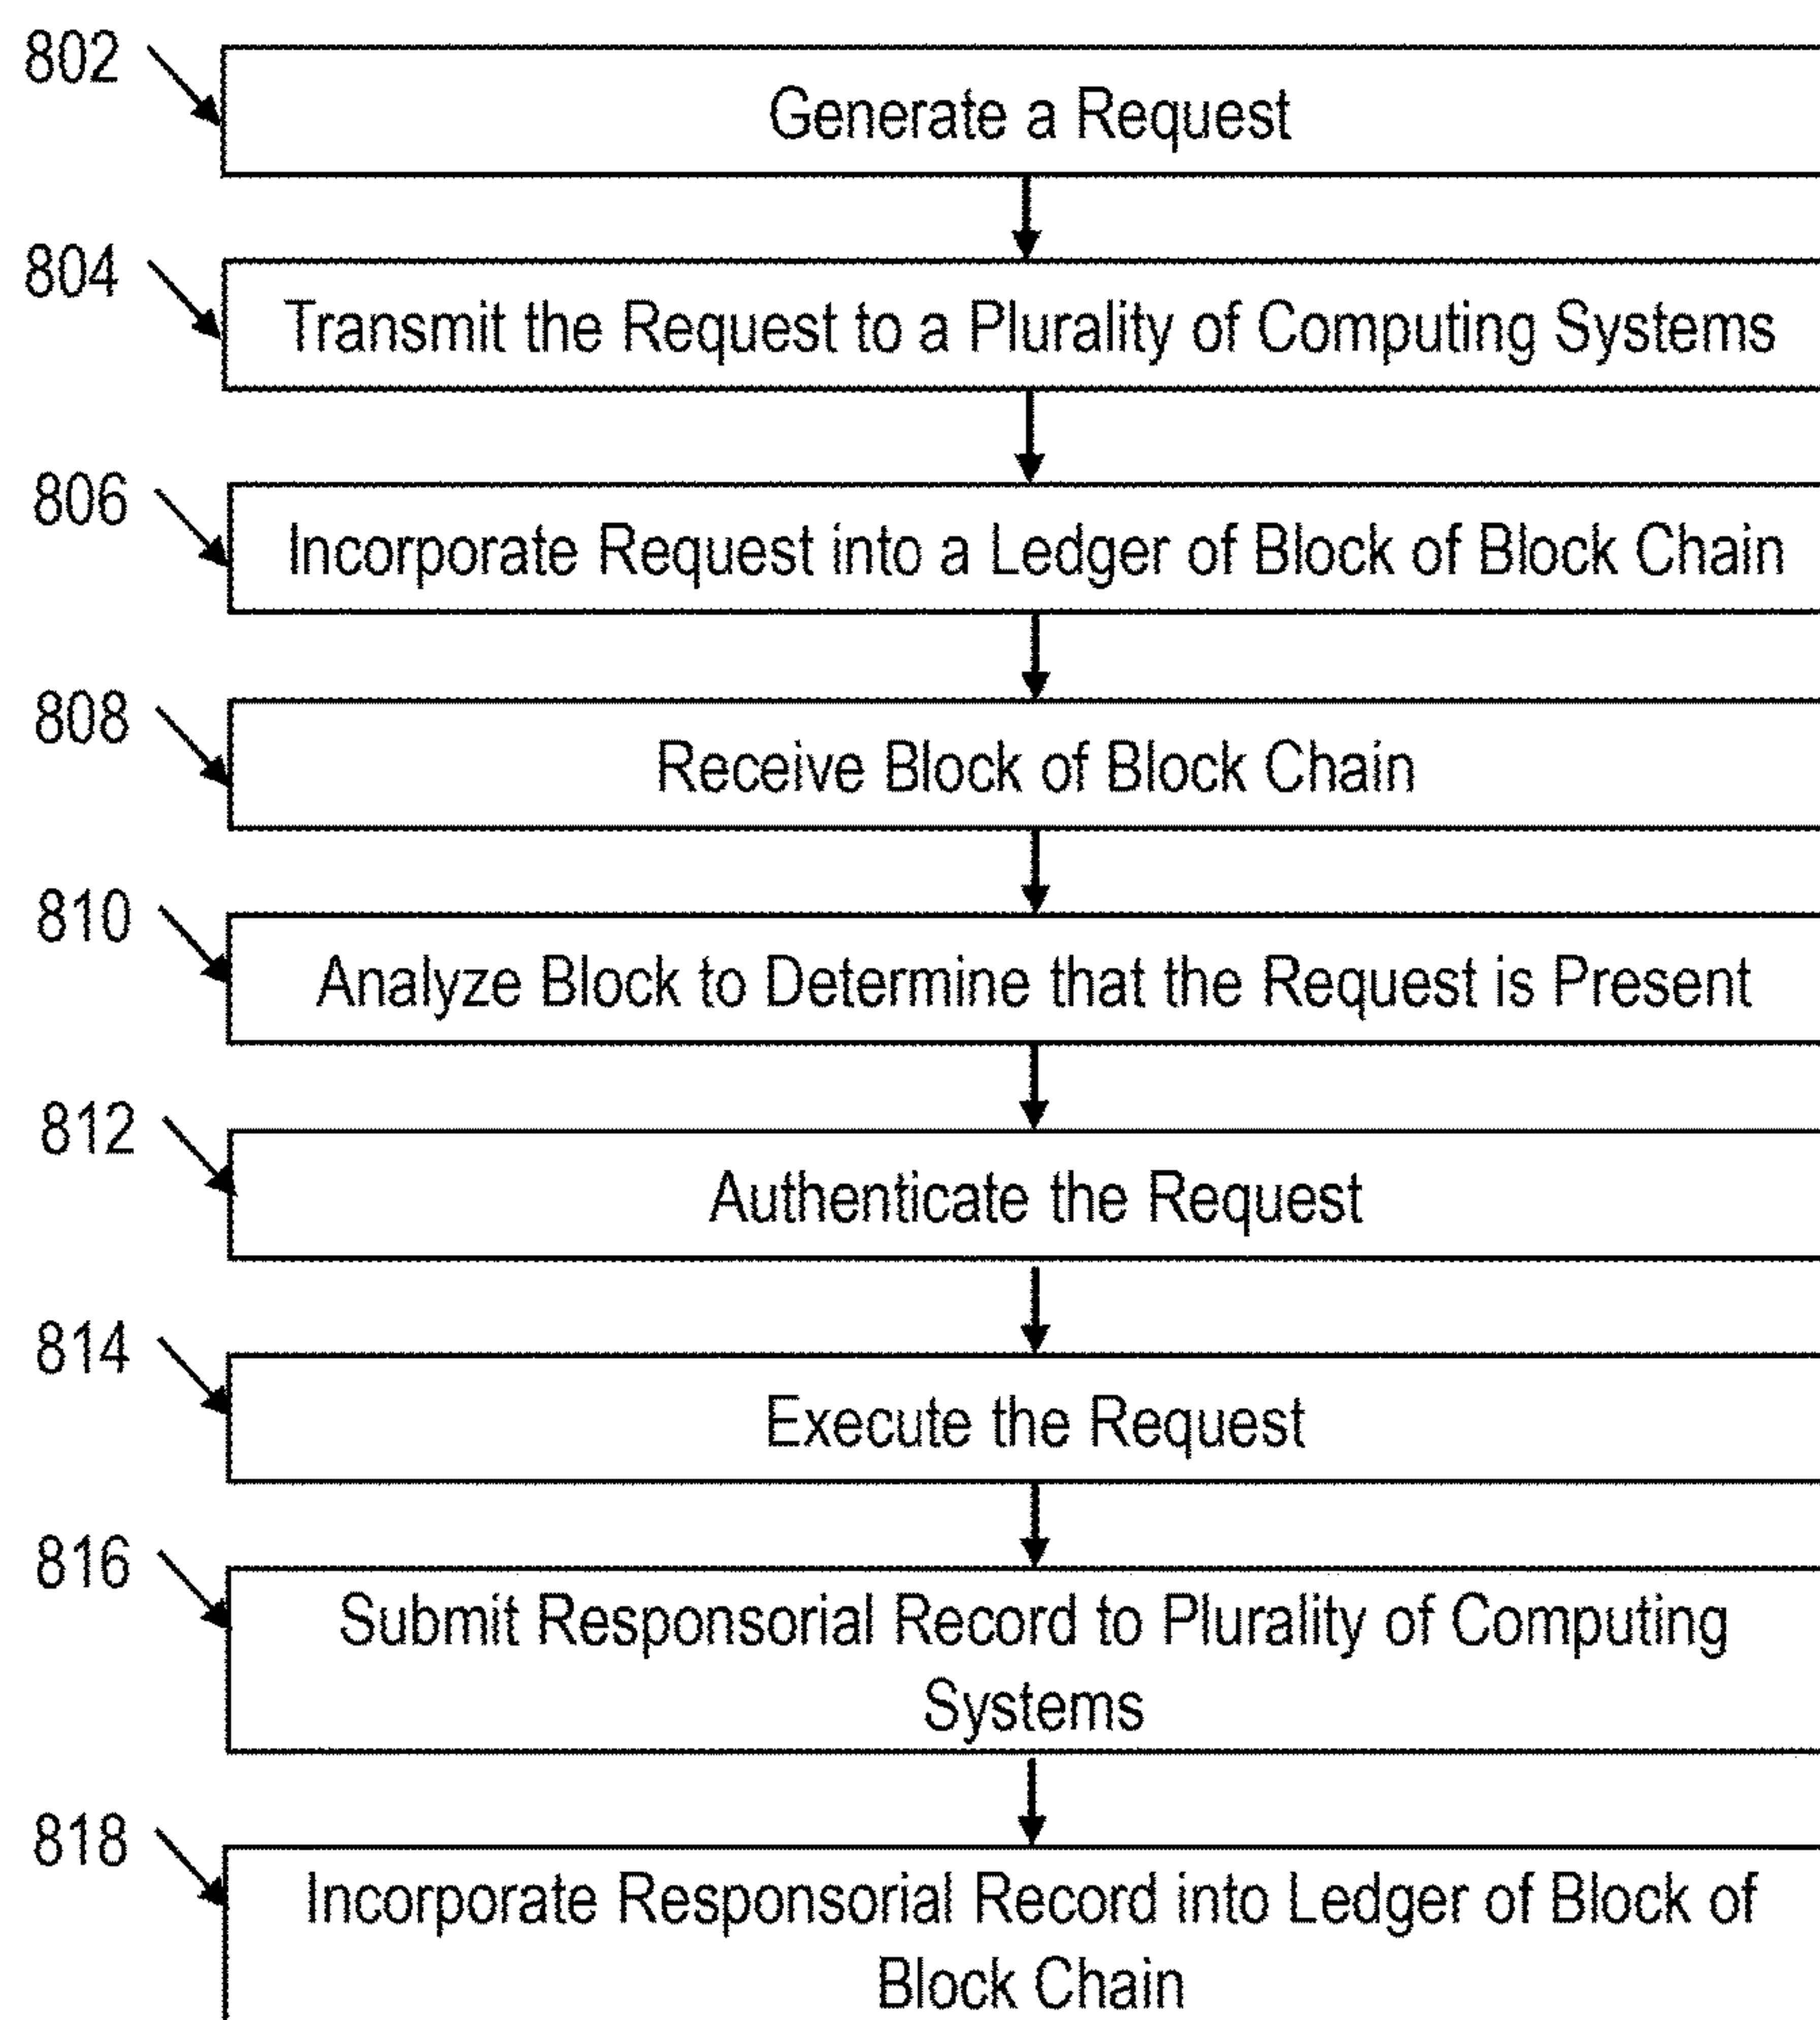 802
Generate a Request
804
Transmit the Request to a Plurality of Computing Systems
806
Incorporate Request into a Ledger of Block of Block Chain
808
Receive Block of Block Chain
810
Analyze Block to Determine that the Request is Present
812
Authenticate the Request
814
Execute the Request
816
Submit Responsorial Record to Plurality of Computing
Systems
818
Incorporate Responsorial Record into Ledger of Block of
Block Chain